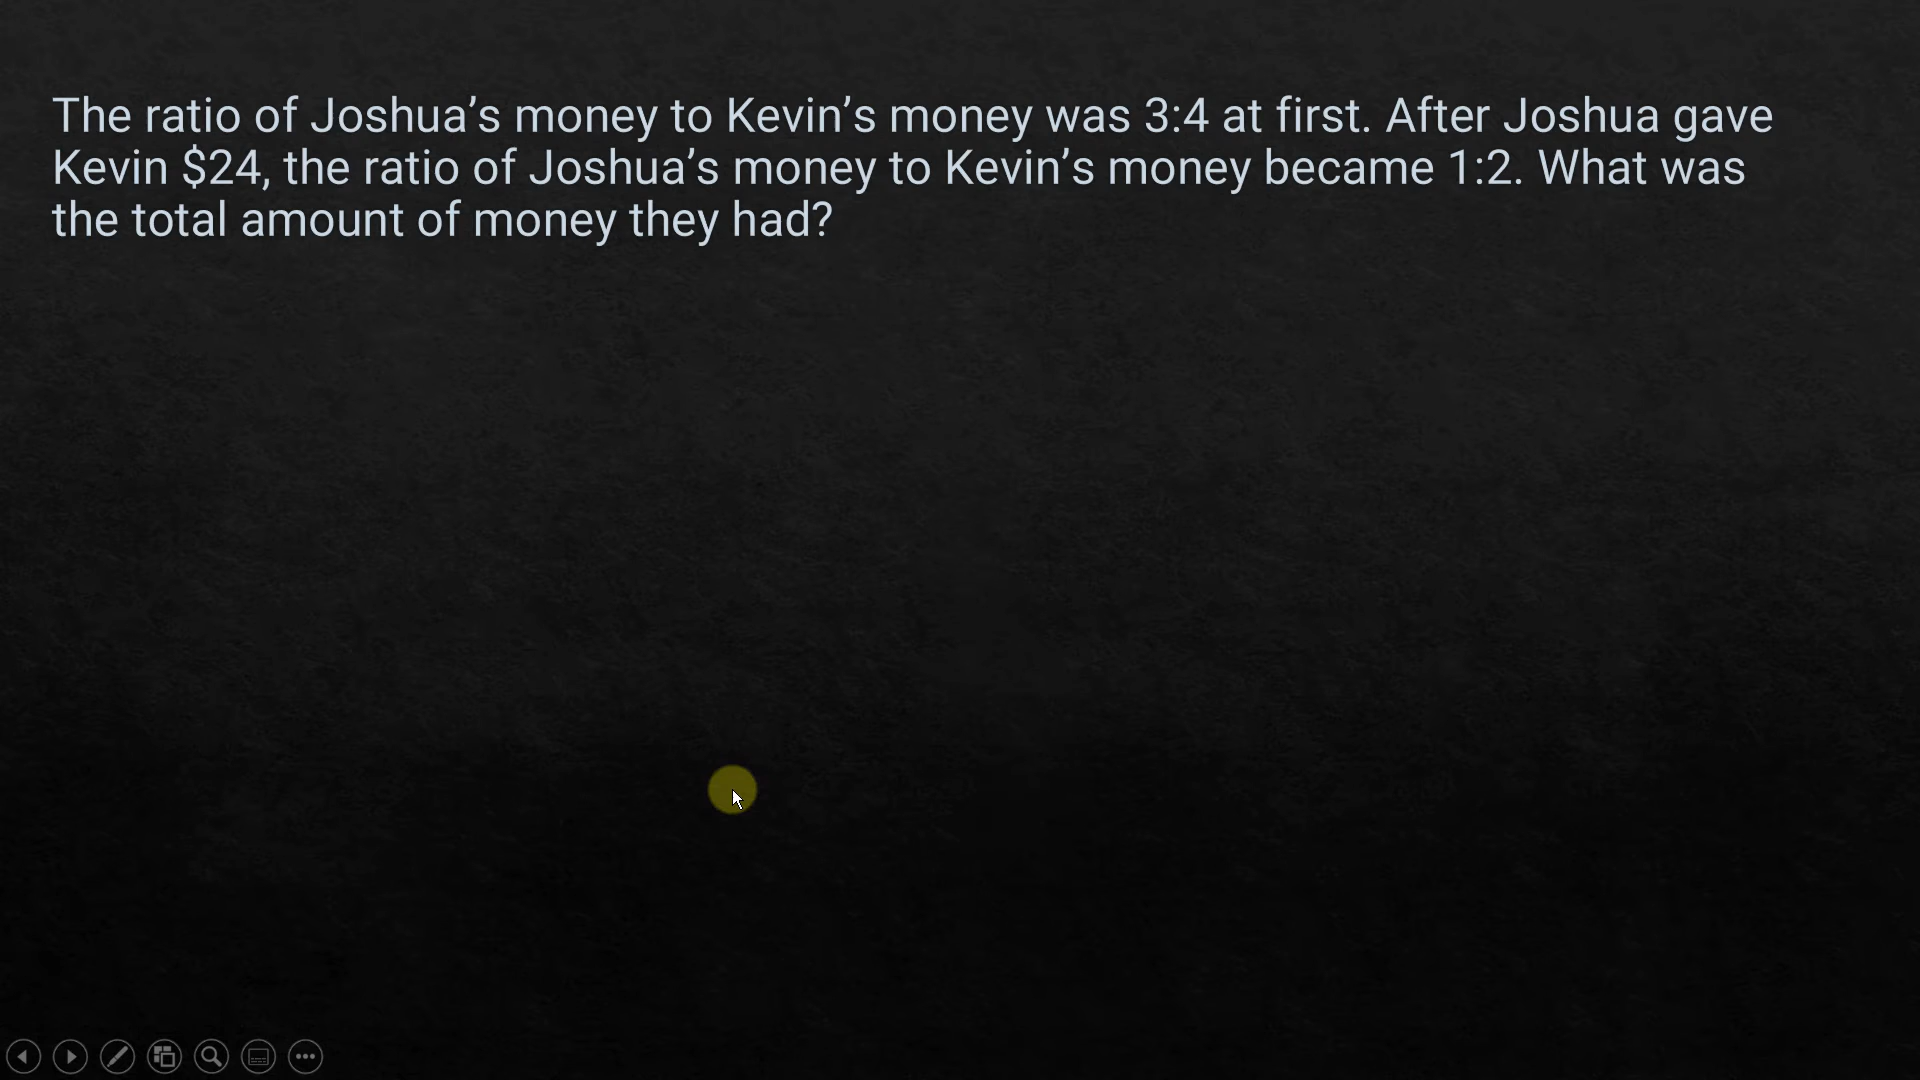 The ratio of Joshua’s money to Kevin’s money was 3:4 at first. After Joshua gave
Kevin $24, the ratio of Joshua’s money to Kevin’s money became 1:2. What was
the total amount of money they had?